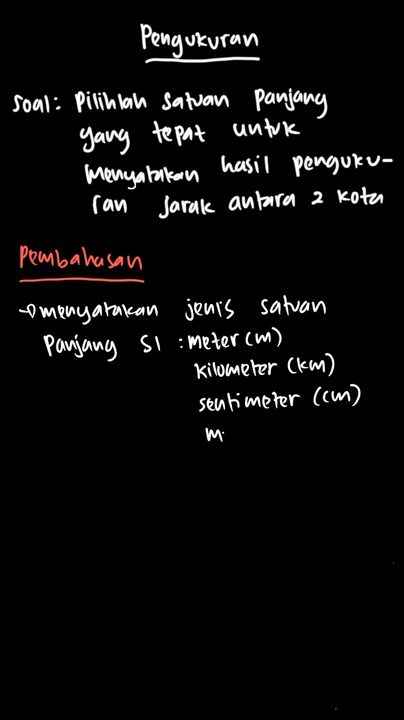 Pengukuran
Soal: Pilihlah satuan Panjang
yang tepat untuk
menyatakan hasil penguku-
ran jarak antara 2 kota
Pembahasan
→ menyatakan jenis satuan
Panjang SI : meter (m)
kilometer (km)
sentimeter (cm)
m